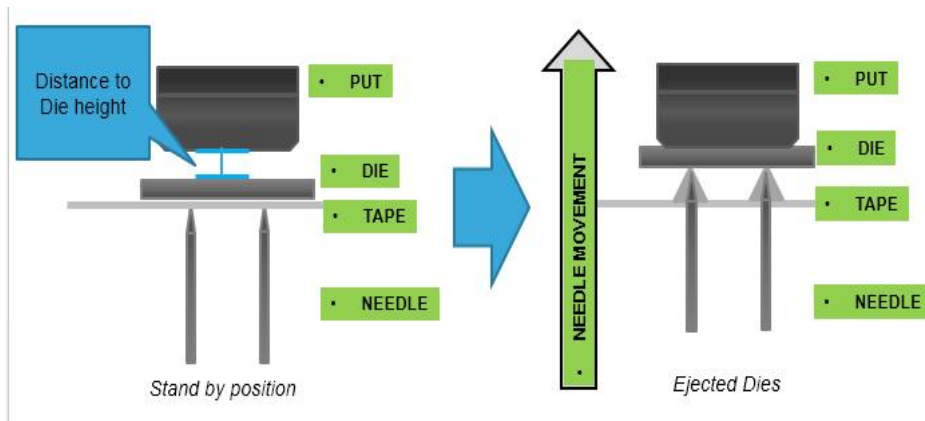 Distance to
Die height
• PUT
• DIE
• TAPE
• NEEDLE
Stand by position
• NEEDLE MOVEMENT
• PUT
• DIE
• TAPE
• NEEDLE
Ejected Dies